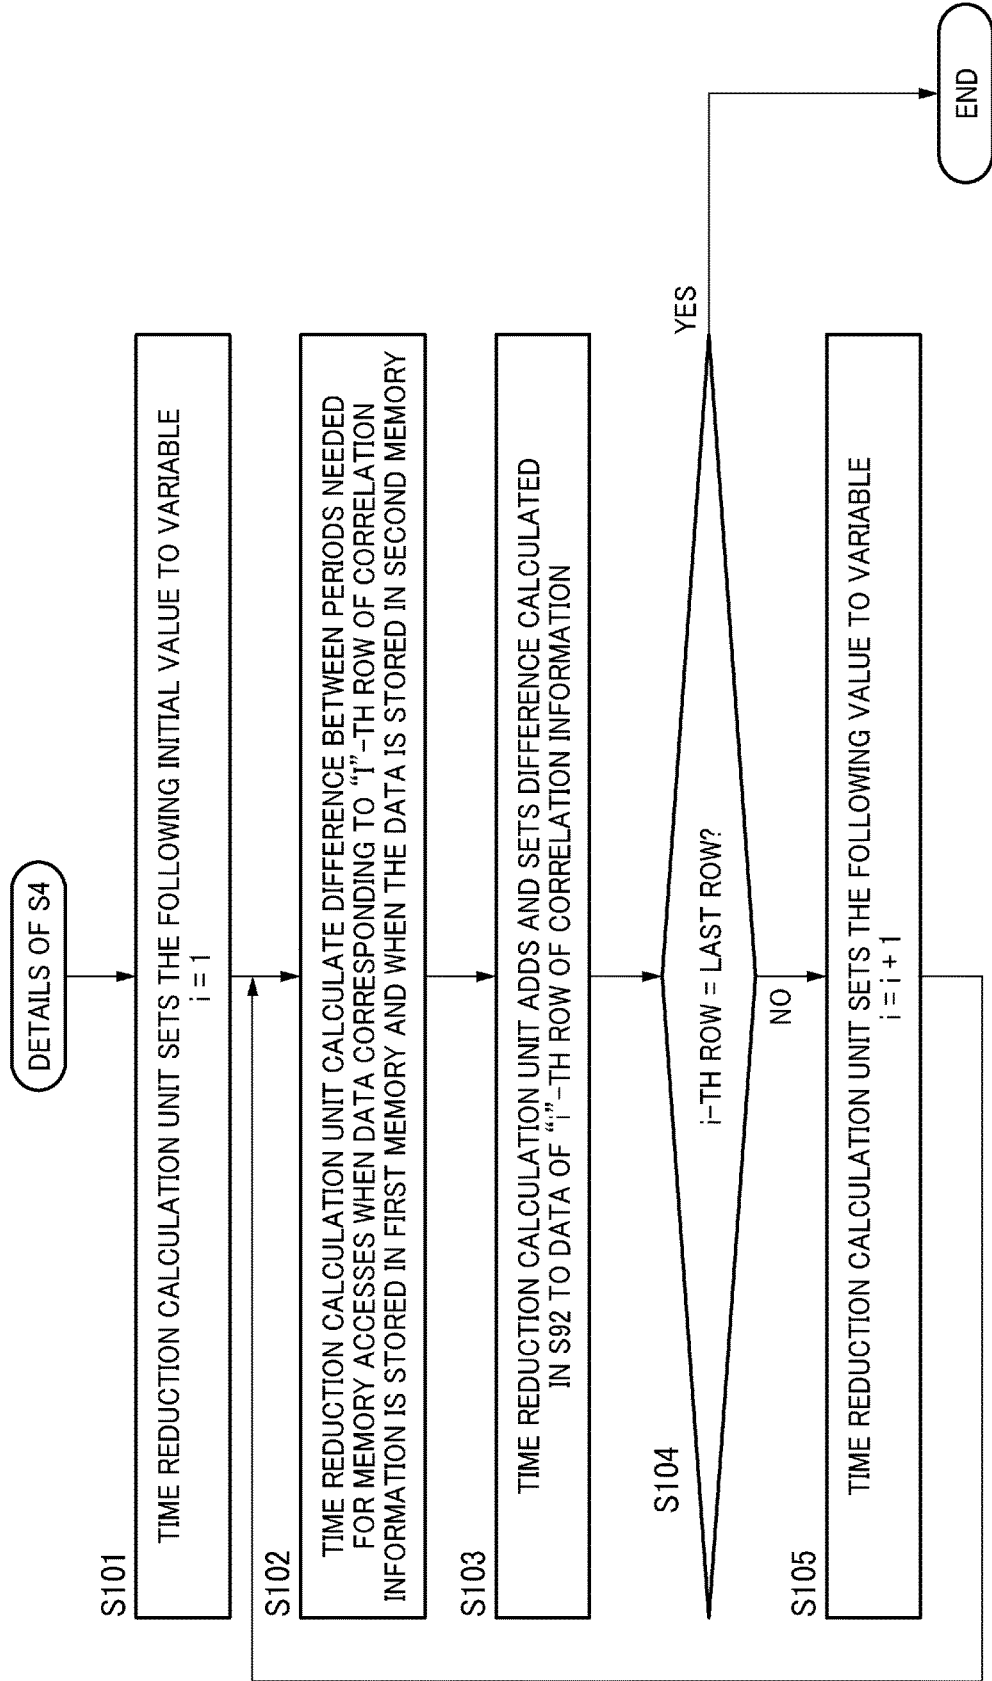 DETAILS OF S4
S101
TIME REDUCTION CALCULATION UNIT SETS THE FOLLOWING INITIAL VALUE TO VARIABLE
i = 1
S102
TIME REDUCTION CALCULATION UNIT CALCULATE DIFFERENCE BETWEEN PERIODS NEEDED
FOR MEMORY ACCESSES WHEN DATA CORRESPONDING TO “I”-TH ROW OF CORRELATION
INFORMATION IS STORED IN FIRST MEMORY AND WHEN THE DATA IS STORED IN SECOND MEMORY
S103
TIME REDUCTION CALCULATION UNIT ADDS AND SETS DIFFERENCE CALCULATED
IN S92 TO DATA OF “i”-TH ROW OF CORRELATION INFORMATION
S104
i-TH ROW = LAST ROW?
YES
NO
S105
TIME REDUCTION CALCULATION UNIT SETS THE FOLLOWING VALUE TO VARIABLE
i = i + 1
END